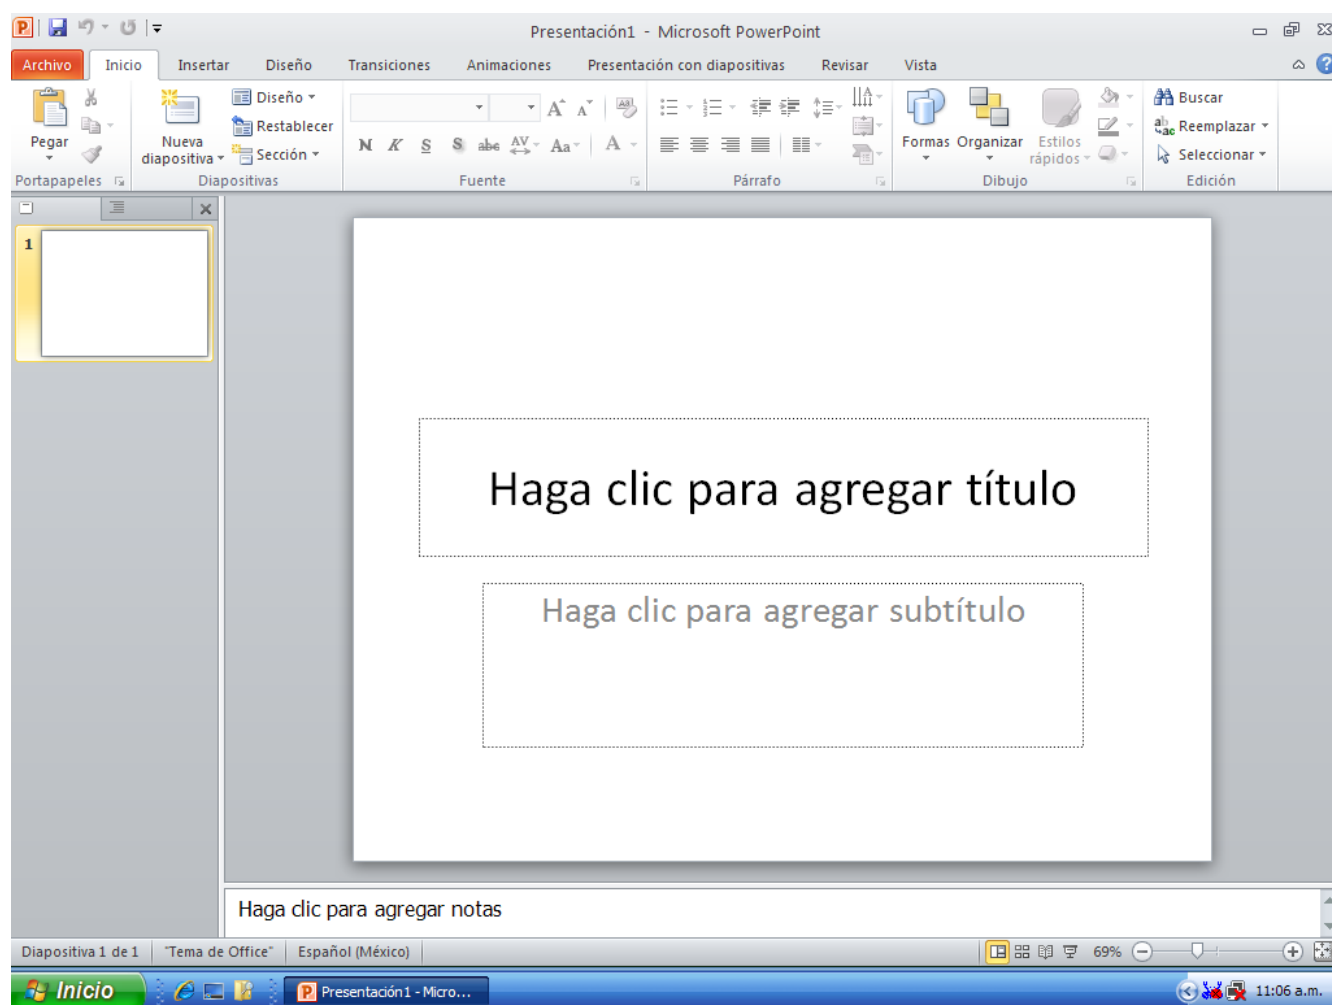 Presentación1 - Microsoft PowerPoint
Archivo Inicio Insertar Diseño Transiciones Animaciones Presentación con diapositivas Revisar Vista
Pegar
Nueva diapositiva
Diseño
Restablecer
Sección
N K S S abc AV Aa A
Formas Organizar Estilos rápidos
Buscar
Reemplazar
Seleccionar
Portapapeles Diapositivas Fuente Párrafo Dibujo Edición
1
Haga clic para agregar título
Haga clic para agregar subtítulo
Haga clic para agregar notas
Diapositiva 1 de 1 "Tema de Office" Español (México) 69%
Inicio Presentación1 - Micro... 11:06 a.m.